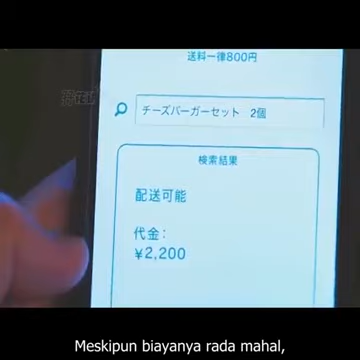 送料一律800円
チーズバーガーセット 2個
検索結果
配送可能
代金：
¥2,200
Meskipun biayanya rada mahal,